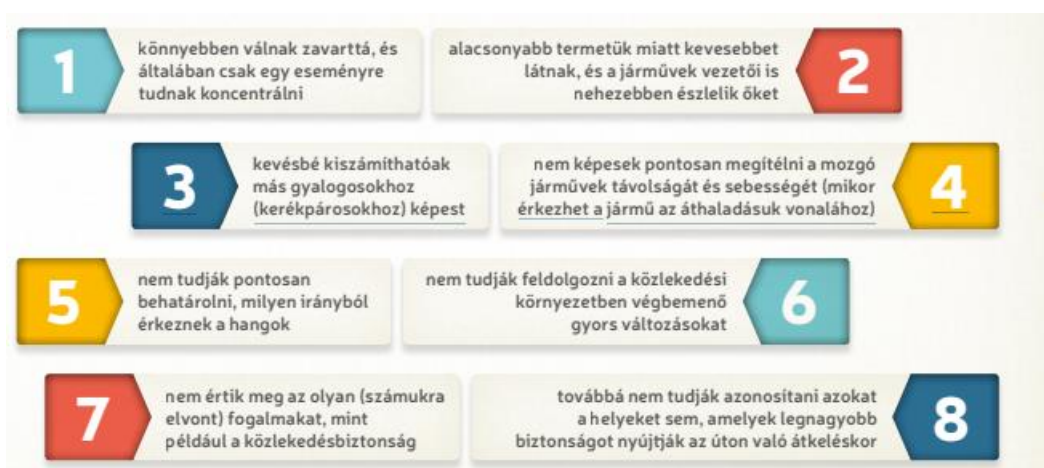 1
könnyebben válnak zavarttá, és
általában csak egy eseményre
tudnak koncentrálni
alacsonyabb termetük miatt kevesebbet
látnak, és a járművek vezetői is
nehezebben észlelik őket
2
3
kevésbé kiszámíthatóak
más gyalogosokhoz
(kerékpárosokhoz) képest
nem képesek pontosan megítélni a mozgó
járművek távolságát és sebességét (mikor
érkezhet a jármű az áthaladásuk vonalához)
4
5
nem tudják pontosan
behatárolni, milyen irányból
érkeznek a hangok
nem tudják feldolgozni a közlekedési
környezetben végbemenő
gyors változásokat
6
7
nem értik meg az olyan (számukra
elvont) fogalmakat, mint
például a közlekedésbiztonság
továbbá nem tudják azonosítani azokat
a helyeket sem, amelyek legnagyobb
biztonságot nyújtják az úton való átkeléskor
8